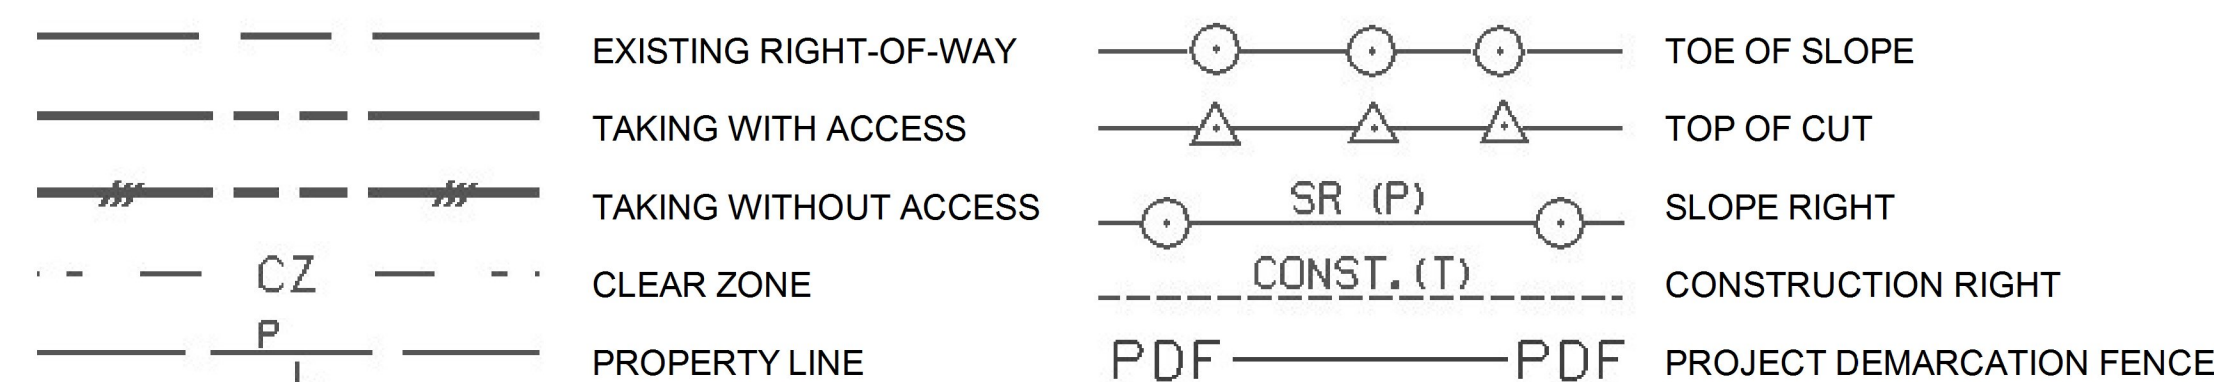 EXISTING RIGHT-OF-WAY
TAKING WITH ACCESS
TAKING WITHOUT ACCESS
CZ CLEAR ZONE
P
L PROPERTY LINE
TOE OF SLOPE
TOP OF CUT
SR (P) SLOPE RIGHT
CONST.(T) CONSTRUCTION RIGHT
PDF PDF PROJECT DEMARCATION FENCE